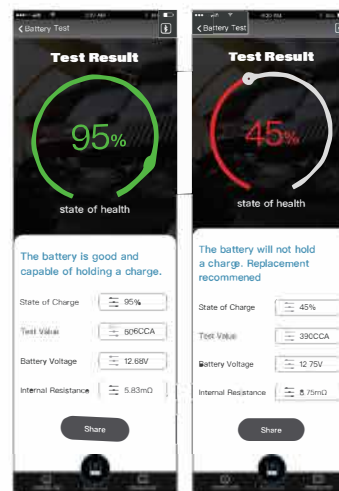 Battery Test
Test Result
95%
state of health
The battery is good and
capable of holding a charge.
State of Charge
95%
Test Value
506CCA
Battery Voltage
12.68V
Internal Resistance
5.83mΩ
Share
Battery Test
Test Result
45%
state of health
The battery will not hold
a charge. Replacement
recommened
State of Charge
45%
Test Value
390CCA
Battery Voltage
12.75V
Internal Resistance
8.75mΩ
Share